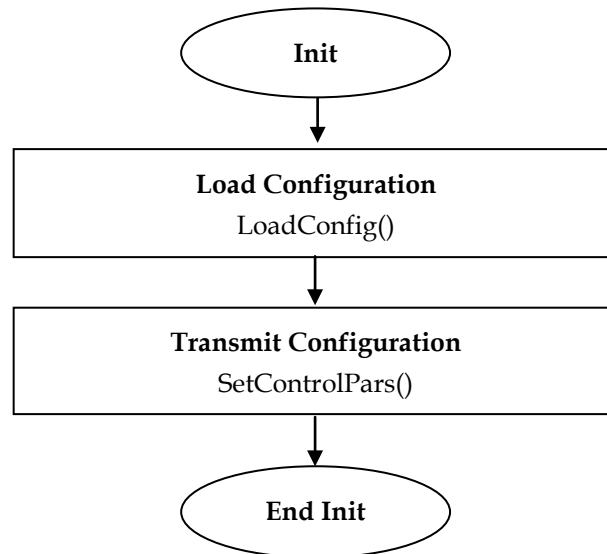 Init
Load Configuration
LoadConfig()
Transmit Configuration
SetControlPars()
End Init